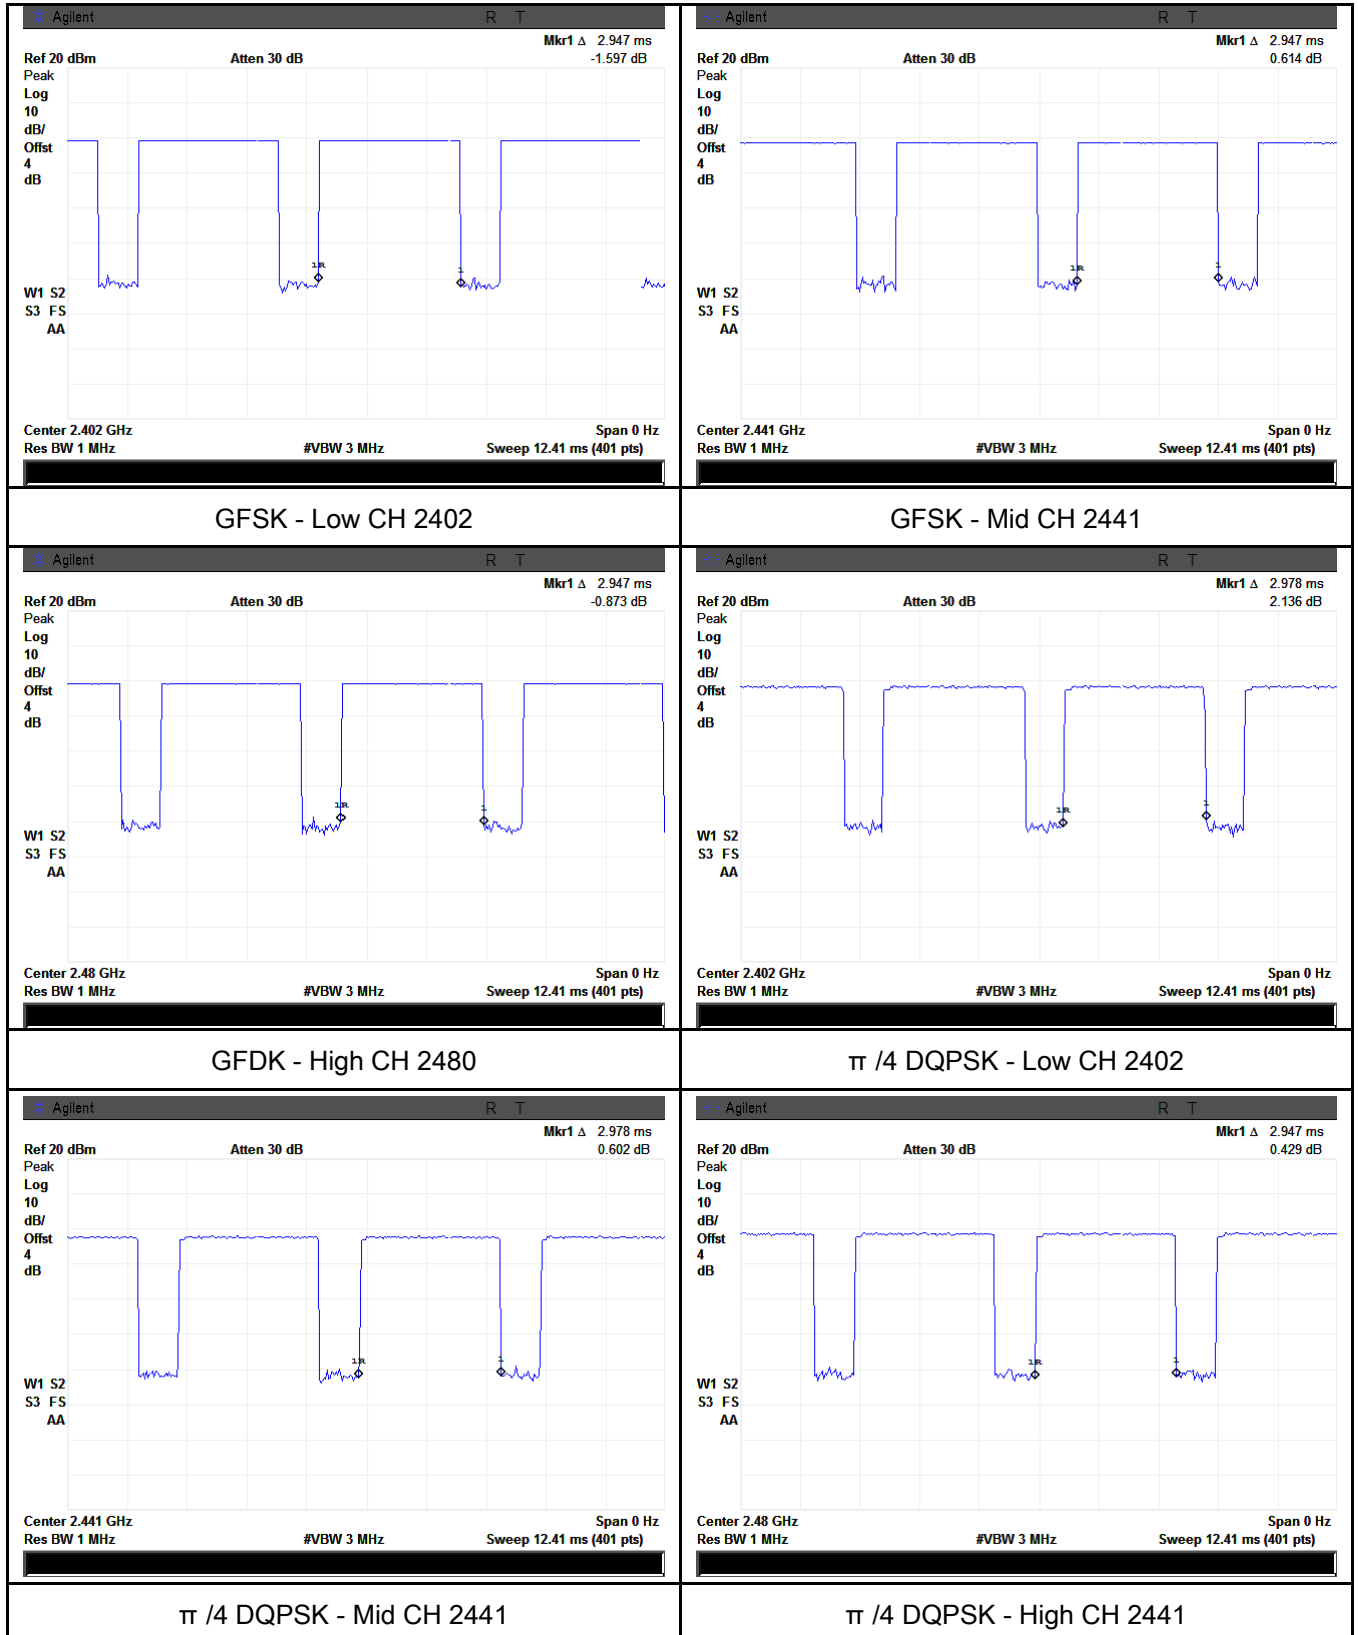 Agilent R T
Mkr1 Δ 2.947 ms
Ref 20 dBm Atten 30 dB -1.597 dB
Peak
Log
10
dB/
Offst
4
dB
1R
1
W1 S2
S3 FS
AA
Center 2.402 GHz Span 0 Hz
Res BW 1 MHz #VBW 3 MHz Sweep 12.41 ms (401 pts)
GFSK - Low CH 2402
Agilent R T
Mkr1 Δ 2.947 ms
Ref 20 dBm Atten 30 dB 0.614 dB
Peak
Log
10
dB/
Offst
4
dB
1R
1
W1 S2
S3 FS
AA
Center 2.441 GHz Span 0 Hz
Res BW 1 MHz #VBW 3 MHz Sweep 12.41 ms (401 pts)
GFSK - Mid CH 2441
Agilent R T
Mkr1 Δ 2.947 ms
Ref 20 dBm Atten 30 dB -0.873 dB
Peak
Log
10
dB/
Offst
4
dB
1R
1
W1 S2
S3 FS
AA
Center 2.48 GHz Span 0 Hz
Res BW 1 MHz #VBW 3 MHz Sweep 12.41 ms (401 pts)
GFDK - High CH 2480
Agilent R T
Mkr1 Δ 2.978 ms
Ref 20 dBm Atten 30 dB 2.136 dB
Peak
Log
10
dB/
Offst
4
dB
1R
1
W1 S2
S3 FS
AA
Center 2.402 GHz Span 0 Hz
Res BW 1 MHz #VBW 3 MHz Sweep 12.41 ms (401 pts)
π /4 DQPSK - Low CH 2402
Agilent R T
Mkr1 Δ 2.978 ms
Ref 20 dBm Atten 30 dB 0.602 dB
Peak
Log
10
dB/
Offst
4
dB
1R
1
W1 S2
S3 FS
AA
Center 2.441 GHz Span 0 Hz
Res BW 1 MHz #VBW 3 MHz Sweep 12.41 ms (401 pts)
π /4 DQPSK - Mid CH 2441
Agilent R T
Mkr1 Δ 2.947 ms
Ref 20 dBm Atten 30 dB 0.429 dB
Peak
Log
10
dB/
Offst
4
dB
1R
1
W1 S2
S3 FS
AA
Center 2.48 GHz Span 0 Hz
Res BW 1 MHz #VBW 3 MHz Sweep 12.41 ms (401 pts)
π /4 DQPSK - High CH 2441